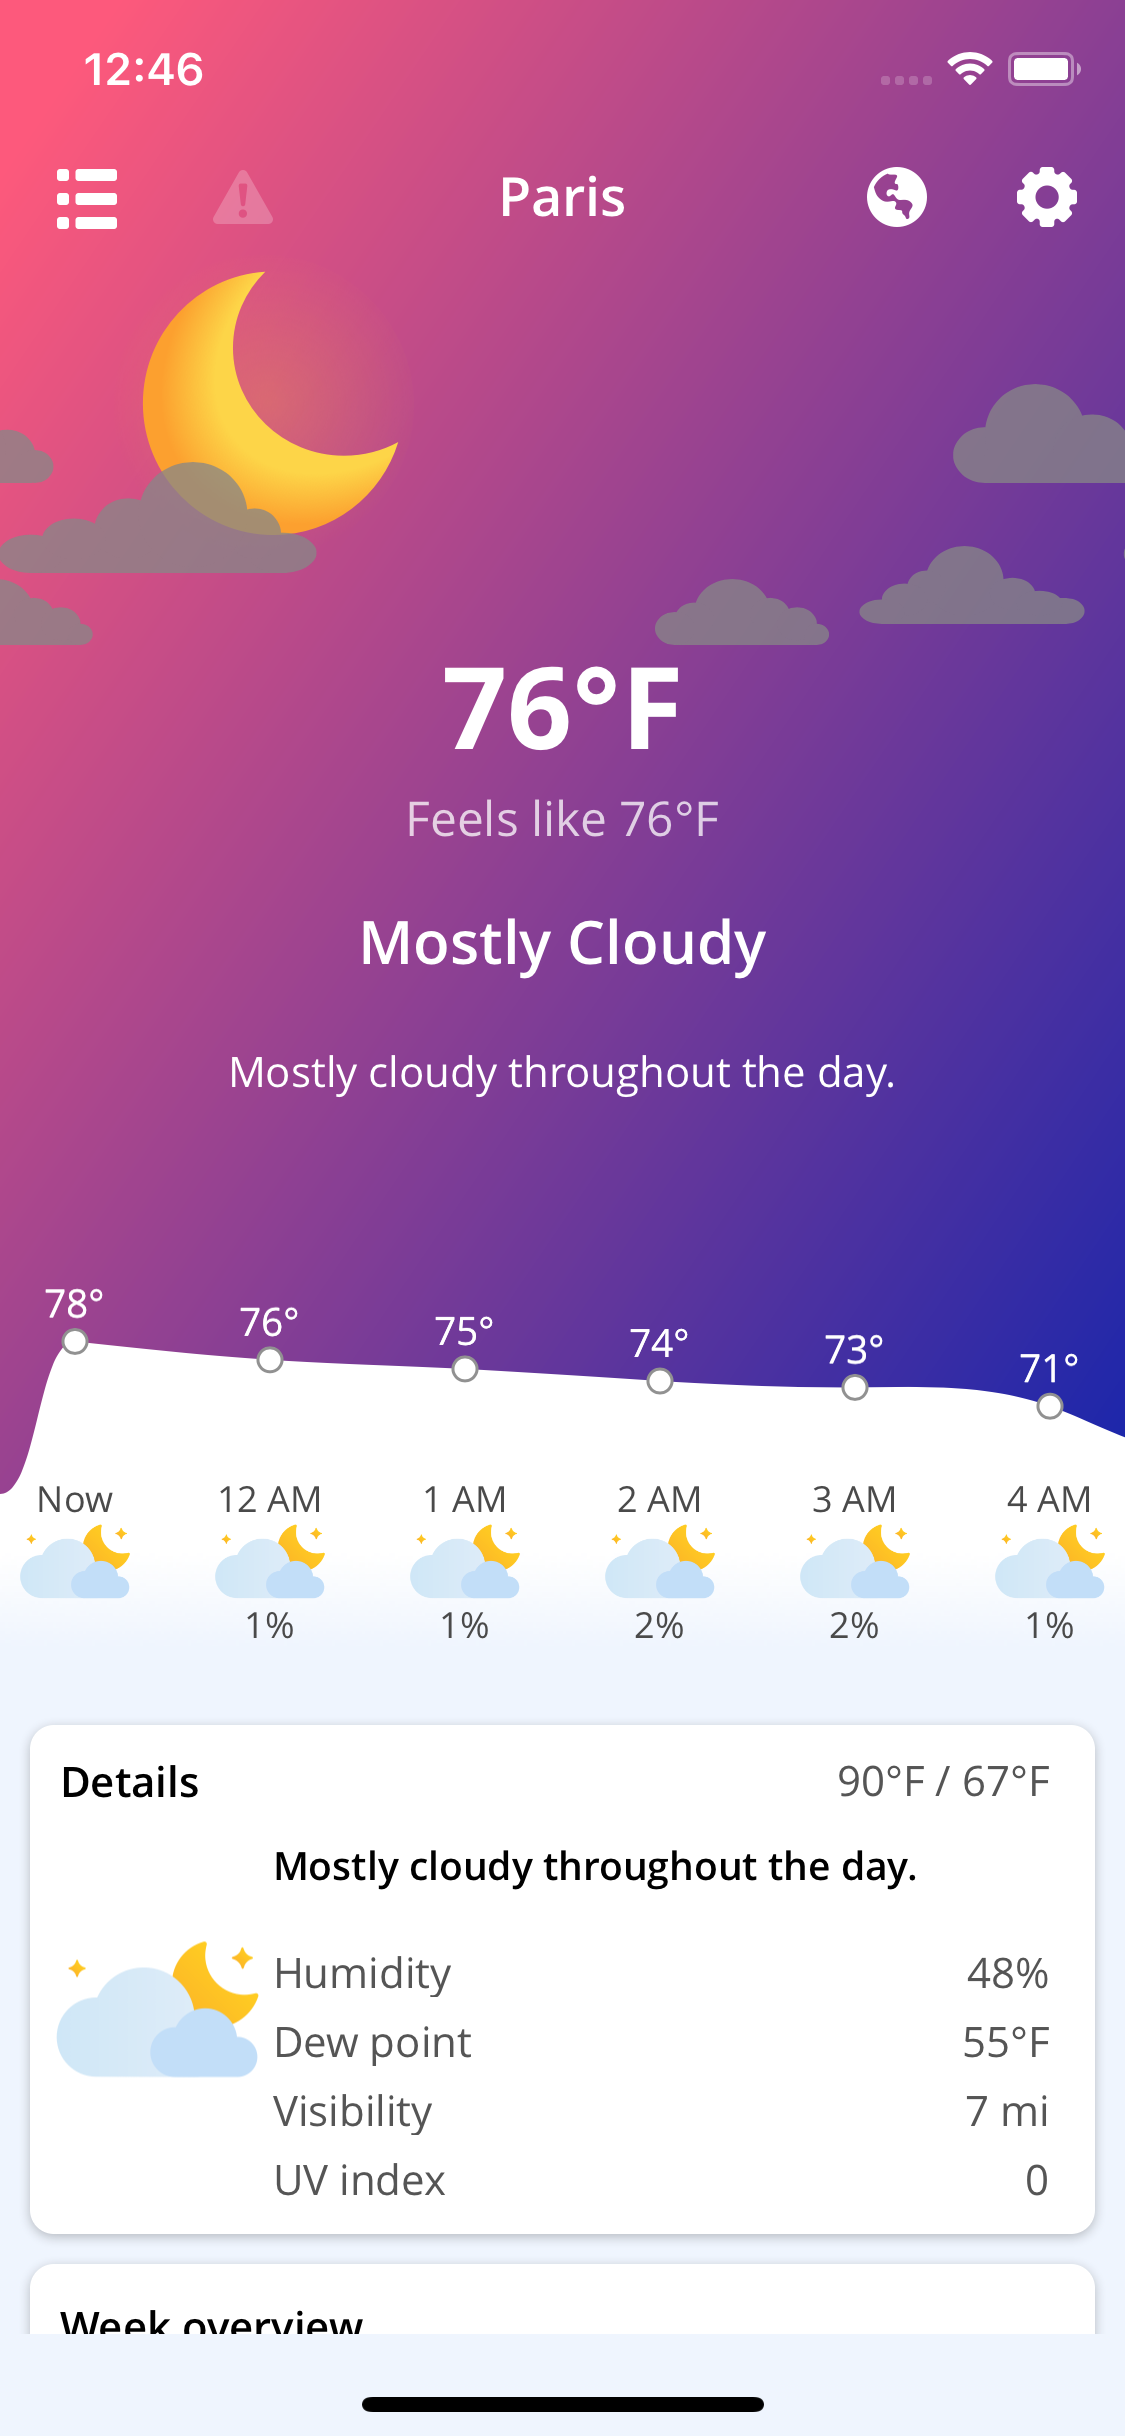 12:46
Paris
76°F
Feels like 76°F
Mostly Cloudy
Mostly cloudy throughout the day.
78° 76° 75° 74° 73° 71°
Now 12 AM 1 AM 2 AM 3 AM 4 AM
1% 1% 2% 2% 1%
Details 90°F / 67°F
Mostly cloudy throughout the day.
Humidity 48%
Dew point 55°F
Visibility 7 mi
UV index 0
Week overview